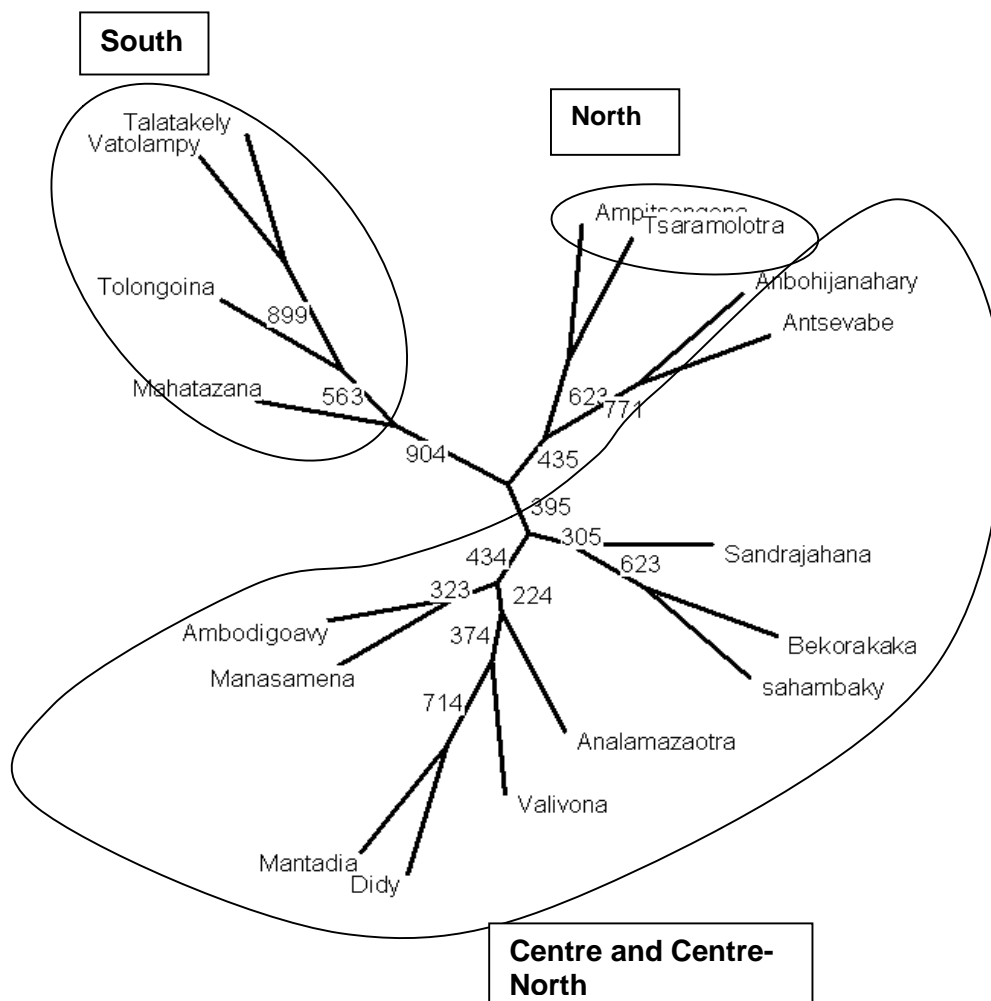 South
North
Talatakely
Vatolampy
Tsaramolotra
Tolongoina
Anbohijanahary
899
Antsevabe
Mahatazana
563
623
771
904
435
395
305
Sandrajahana
434
623
323
224
Ambodigoavy
374
Bekorakaka
Manasamena
sahambaky
714
Analamazaotra
Valivona
Mantadia
Didy
Centre and Centre-
North